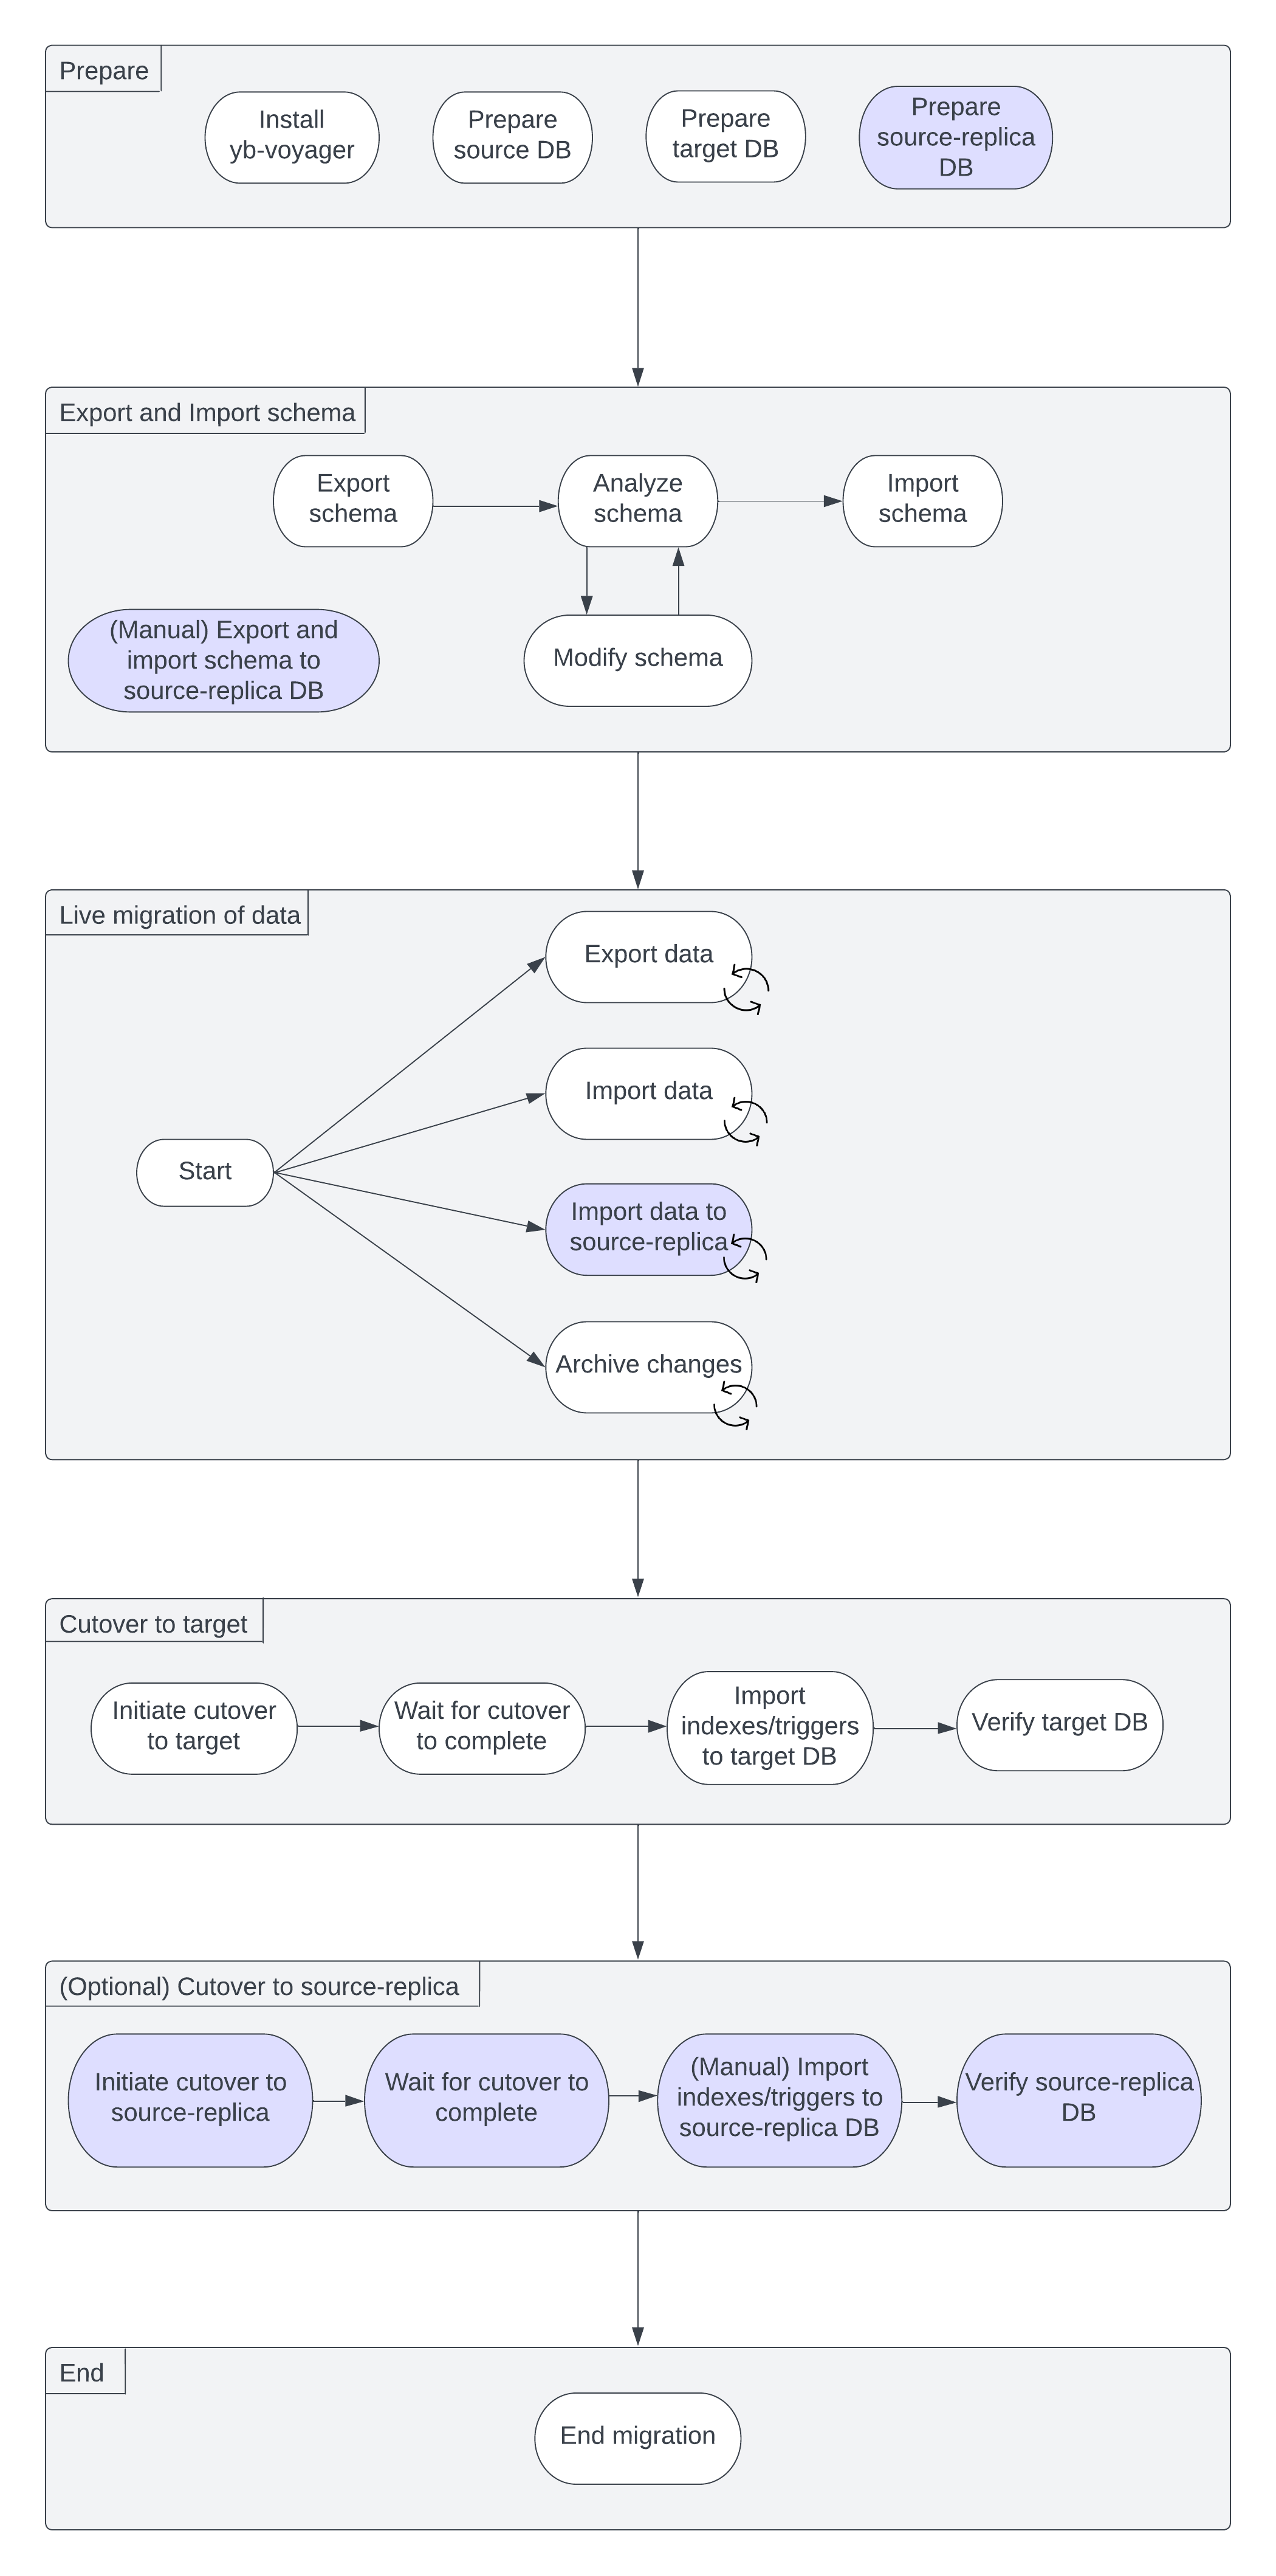 Prepare
Install
yb-voyager
Prepare
source DB
Prepare
target DB
Prepare
source-replica
DB
Export and Import schema
Export
schema
Analyze
schema
Import
schema
(Manual) Export and
import schema to
source-replica DB
Modify schema
Live migration of data
Export data
Import data
Start
Import data to
source-replica
Archive changes
Cutover to target
Initiate cutover
to target
Wait for cutover
to complete
Import
indexes/triggers
to target DB
Verify target DB
(Optional) Cutover to source-replica
Initiate cutover to
source-replica
Wait for cutover to
complete
(Manual) Import
indexes/triggers to
source-replica DB
Verify source-replica
DB
End
End migration